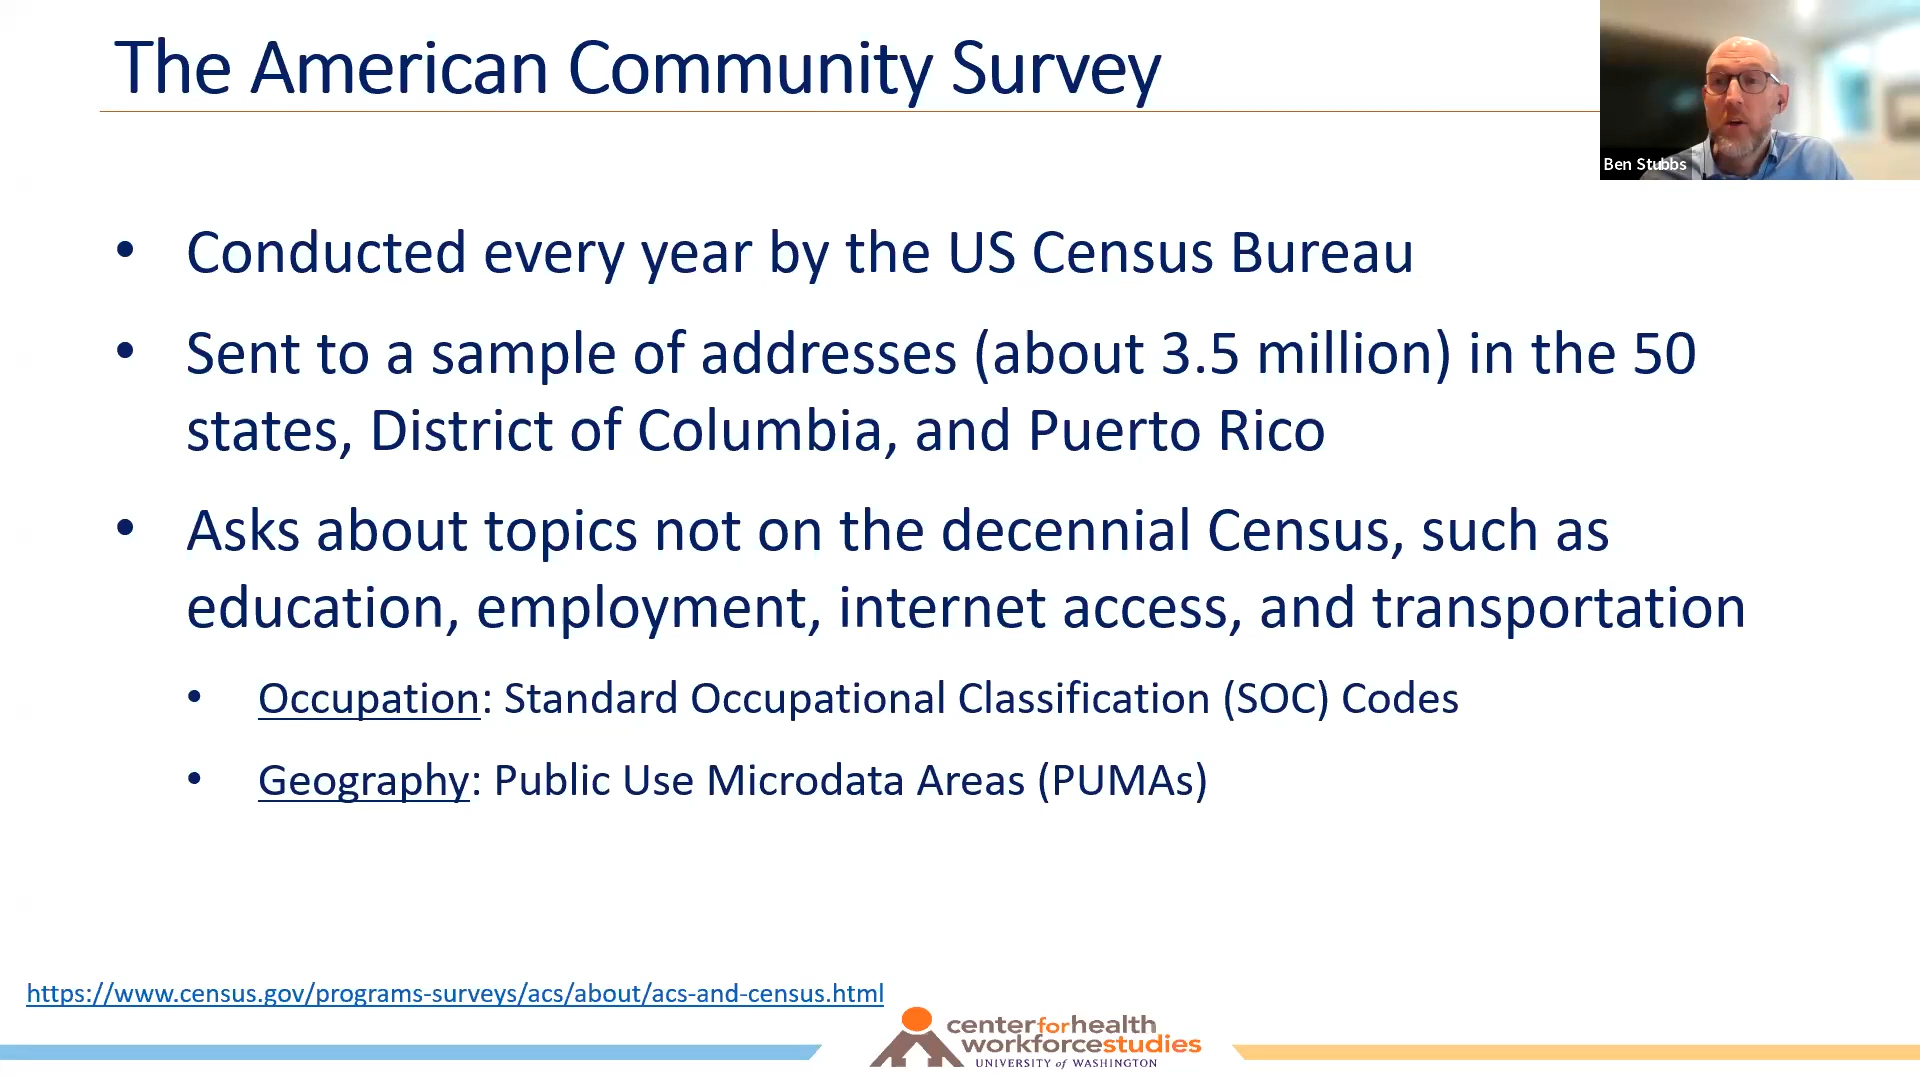 The American Community Survey
Ben Stubbs
• Conducted every year by the US Census Bureau
• Sent to a sample of addresses (about 3.5 million) in the 50
states, District of Columbia, and Puerto Rico
• Asks about topics not on the decennial Census, such as
education, employment, internet access, and transportation
• Occupation: Standard Occupational Classification (SOC) Codes
• Geography: Public Use Microdata Areas (PUMAs)
https://www.census.gov/programs-surveys/acs/about/acs-and-census.html
centerforhealth
workforcestudies
UNIVERSITY of WASHINGTON